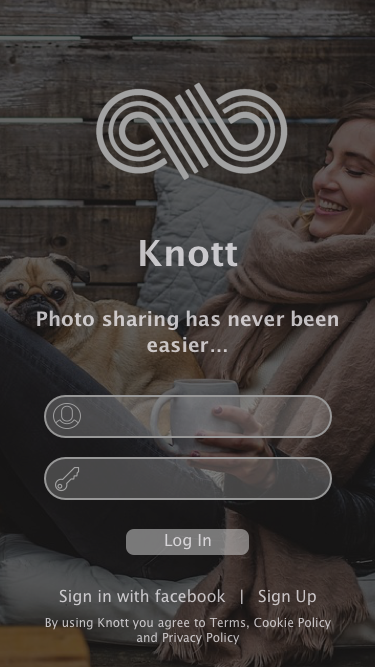 Knott
Photo sharing has never been
easier...
Log In
Sign in with facebook | Sign Up
By using Knott you agree to Terms, Cookie Policy
and Privacy Policy